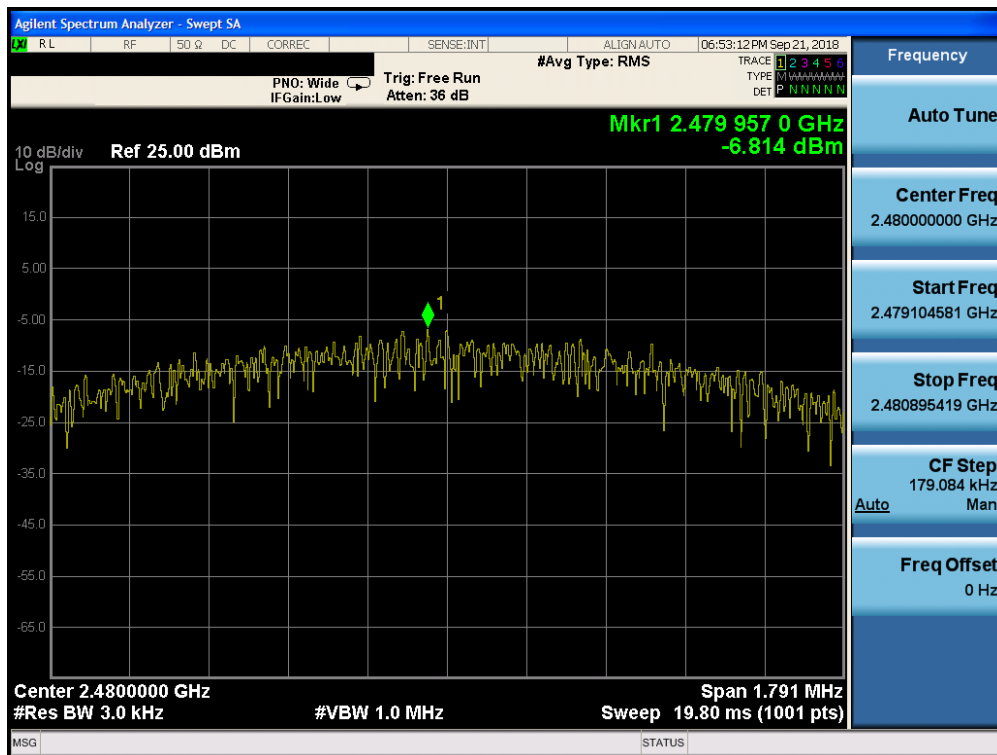 Agilent Spectrum Analyzer - Swept SA
LXI RL RF 50 Ω DC CORREC SENSE:INT ALIGN AUTO 06:53:12 PM Sep 21, 2018
Frequency
#Avg Type: RMS
TRACE 1 2 3 4 5 6
PNO: Wide
Trig: Free Run
TYPE MWWWWW
IFGain:Low
Atten: 36 dB
DET P N N N N N
Auto Tune
Mkr1 2.479 957 0 GHz
-6.814 dBm
10 dB/div Ref 25.00 dBm
Log
15.0
5.00
-5.00
-15.0
-25.0
-35.0
-45.0
-55.0
-65.0
1
Center Freq
2.480000000 GHz
Start Freq
2.479104581 GHz
Stop Freq
2.480895419 GHz
CF Step
179.084 kHz
Auto Man
Freq Offset
0 Hz
Center 2.4800000 GHz Span 1.791 MHz
#Res BW 3.0 kHz #VBW 1.0 MHz Sweep 19.80 ms (1001 pts)
MSG STATUS